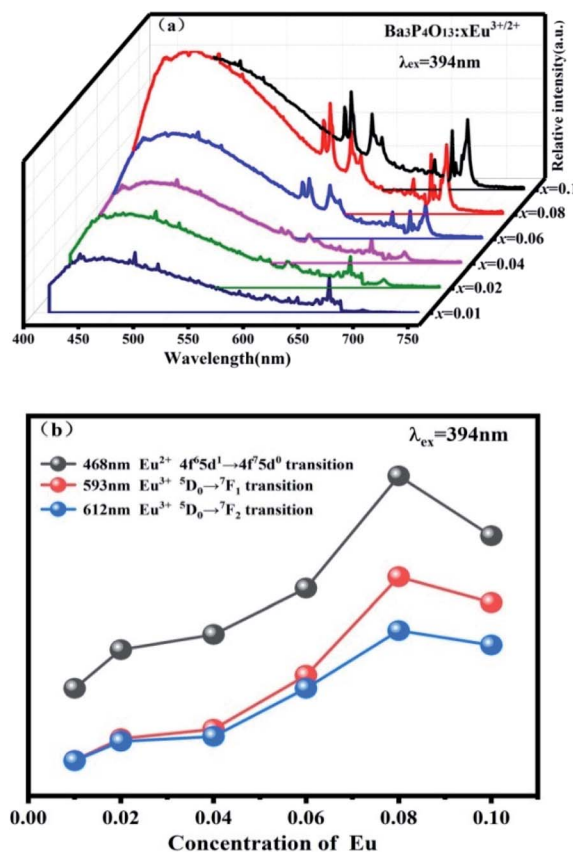 （a）
Ba₃P₄O₁₃:xEu³⁺/²⁺
λex=394nm
Relative intensity(a.u.)
x=0.1
x=0.08
x=0.06
x=0.04
x=0.02
x=0.01
400 450 500 550 600 650 700 750
Wavelength(nm)
（b）
λex=394nm
468nm Eu²⁺ 4f⁶5d¹→4f⁷5d⁰ transition
593nm Eu³⁺ ⁵D₀→⁷F₁ transition
612nm Eu³⁺ ⁵D₀→⁷F₂ transition
0.00 0.02 0.04 0.06 0.08 0.10
Concentration of Eu